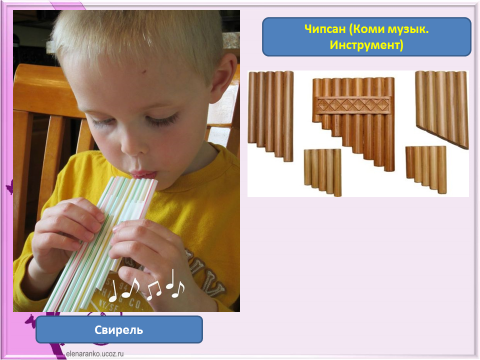 Чипсан (Коми музык.
Инструмент)
Свирель
elenaranko.ucoz.ru